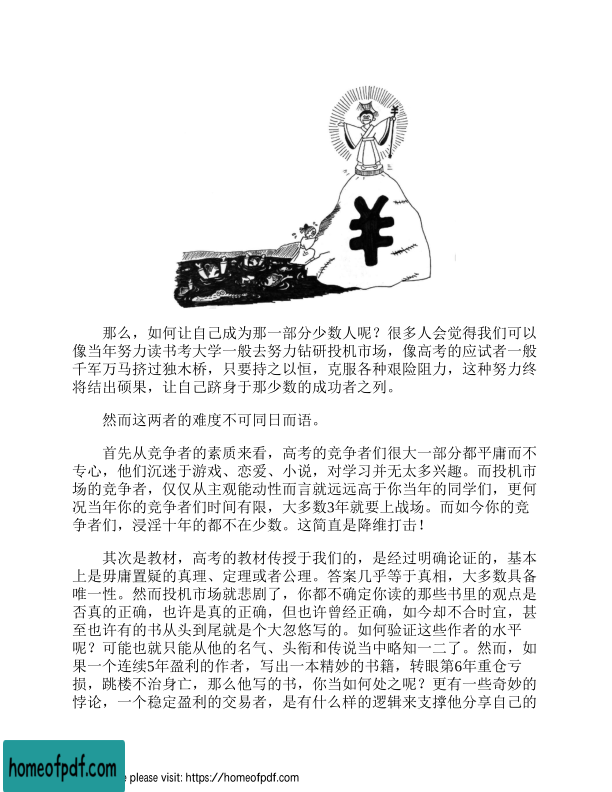 ¥
¥
那么，如何让自己成为那一部分少数人呢？很多人会觉得我们可以
像当年努力读书考大学一般去努力钻研投机市场，像高考的应试者一般
千军万马挤过独木桥，只要持之以恒，克服各种艰险阻力，这种努力终
将结出硕果，让自己跻身于那少数的成功者之列。
然而这两者的难度不可同日而语。
首先从竞争者的素质来看，高考的竞争者们很大一部分都平庸而不
专心，他们沉迷于游戏、恋爱、小说，对学习并无太多兴趣。而投机市
场的竞争者，仅仅从主观能动性而言就远远高于你当年的同学们，更何
况当年你的竞争者们时间有限，大多数3年就要上战场。而如今你的竞
争者们，浸淫十年的都不在少数。这简直是降维打击！
其次是教材，高考的教材传授于我们的，是经过明确论证的，基本
上是毋庸置疑的真理、定理或者公理。答案几乎等于真相，大多数具备
唯一性。然而投机市场就悲剧了，你都不确定你读的那些书里的观点是
否真的正确，也许是真的正确，但也许曾经正确，如今却不合时宜，甚
至也许有的书从头到尾就是个大忽悠写的。如何验证这些作者的水平
呢？可能也就只能从他的名气、头衔和传说当中略知一二了。然而，如
果一个连续5年盈利的作者，写出一本精妙的书籍，转眼第6年重仓亏
损，跳楼不治身亡，那么他写的书，你当如何处之呢？更有一些奇妙的
悖论，一个稳定盈利的交易者，是有什么样的逻辑来支撑他分享自己的
homeofpdf.com
e please visit: https://homeofpdf.com